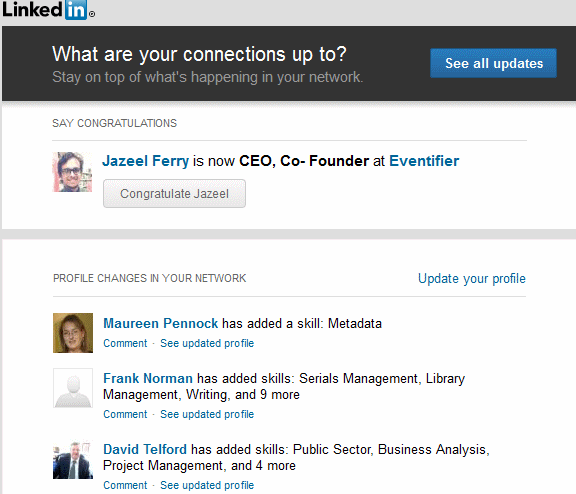 Linked in ®
What are your connections up to?
See all updates
Stay on top of what's happening in your network.
SAY CONGRATULATIONS
Jazeel Ferry is now CEO, Co- Founder at Eventifier
Congratulate Jazeel
PROFILE CHANGES IN YOUR NETWORK
Update your profile
Maureen Pennock has added a skill: Metadata
Comment · See updated profile
Frank Norman has added skills: Serials Management, Library
Management, Writing, and 9 more
Comment · See updated profile
David Telford has added skills: Public Sector, Business Analysis,
Project Management, and 4 more
Comment · See updated profile